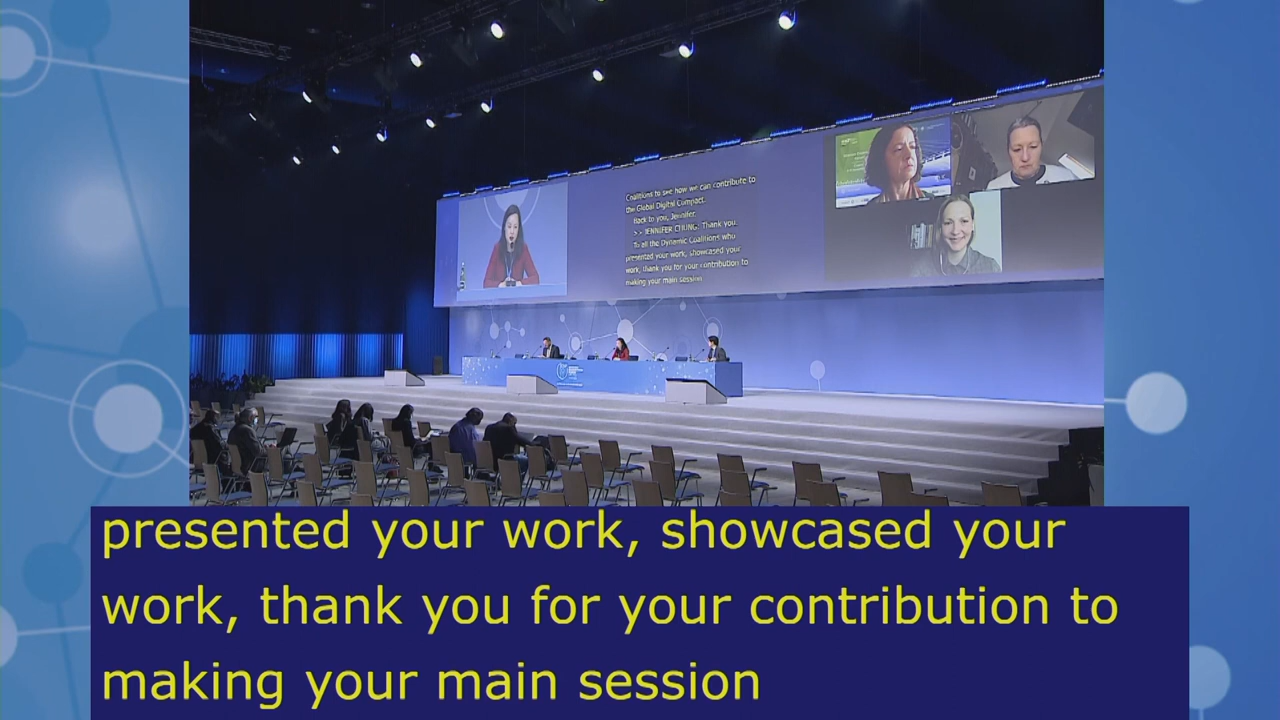 Coalitions to see how we can contribute to
the Global Digital Compact.
Back to you, Jennifer.
>> JENNIFER CHUNG: Thank you.
To all the Dynamic Coalitions who
presented your work, showcased your
work, thank you for your contribution to
making your main session
presented your work, showcased your
work, thank you for your contribution to
making your main session